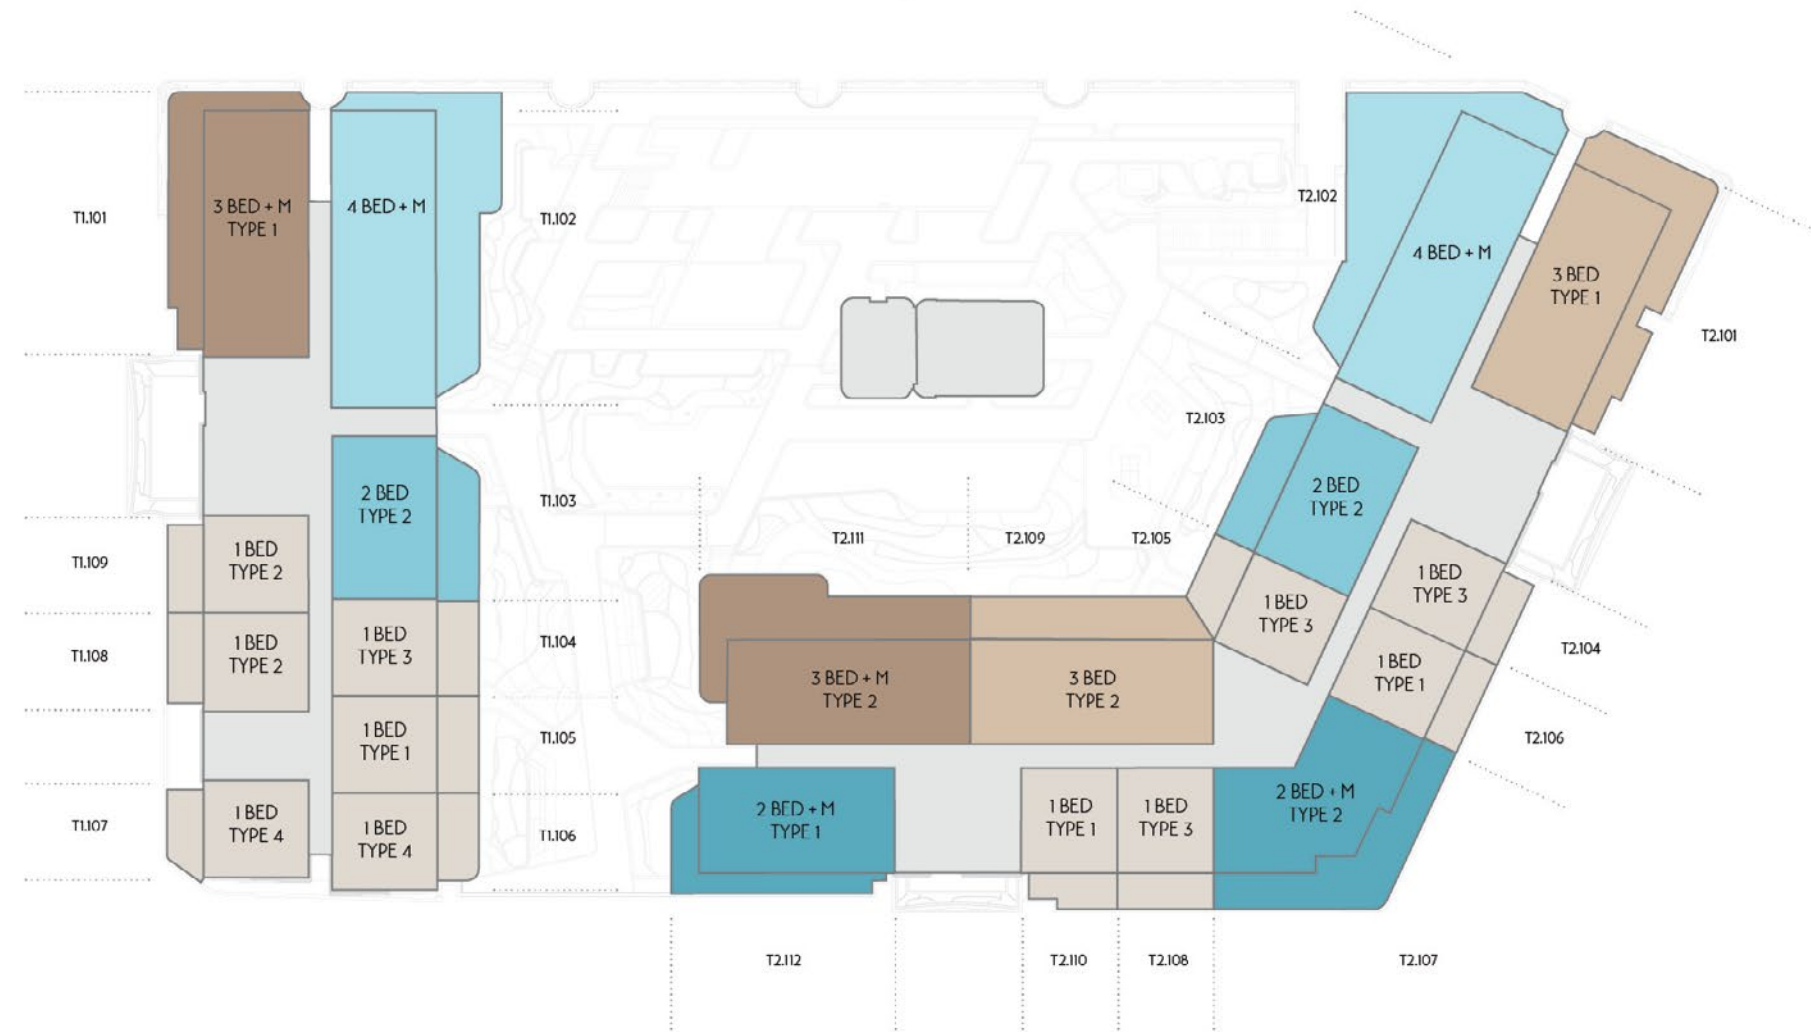 T1.101
3 BED + M
TYPE 1
4 BED + M
T1.102
T2.102
4 BED + M
3 BED
TYPE 1
T2.101
T2.103
2 BED
TYPE 2
T1.103
2 BED
TYPE 2
T1.109
1 BED
TYPE 2
T2.111
T2.109
T2.105
1 BED
TYPE 3
1 BED
TYPE 3
T2.104
T1.108
1 BED
TYPE 2
1 BED
TYPE 3
T1.104
3 BED + M
TYPE 2
3 BED
TYPE 2
1 BED
TYPE 1
T2.106
1 BED
TYPE 1
T1.105
T1.107
1 BED
TYPE 4
1 BED
TYPE 4
T1.106
2 BED + M
TYPE 1
1 BED
TYPE 1
1 BED
TYPE 3
2 BED + M
TYPE 2
T2.112
T2.110
T2.108
T2.107